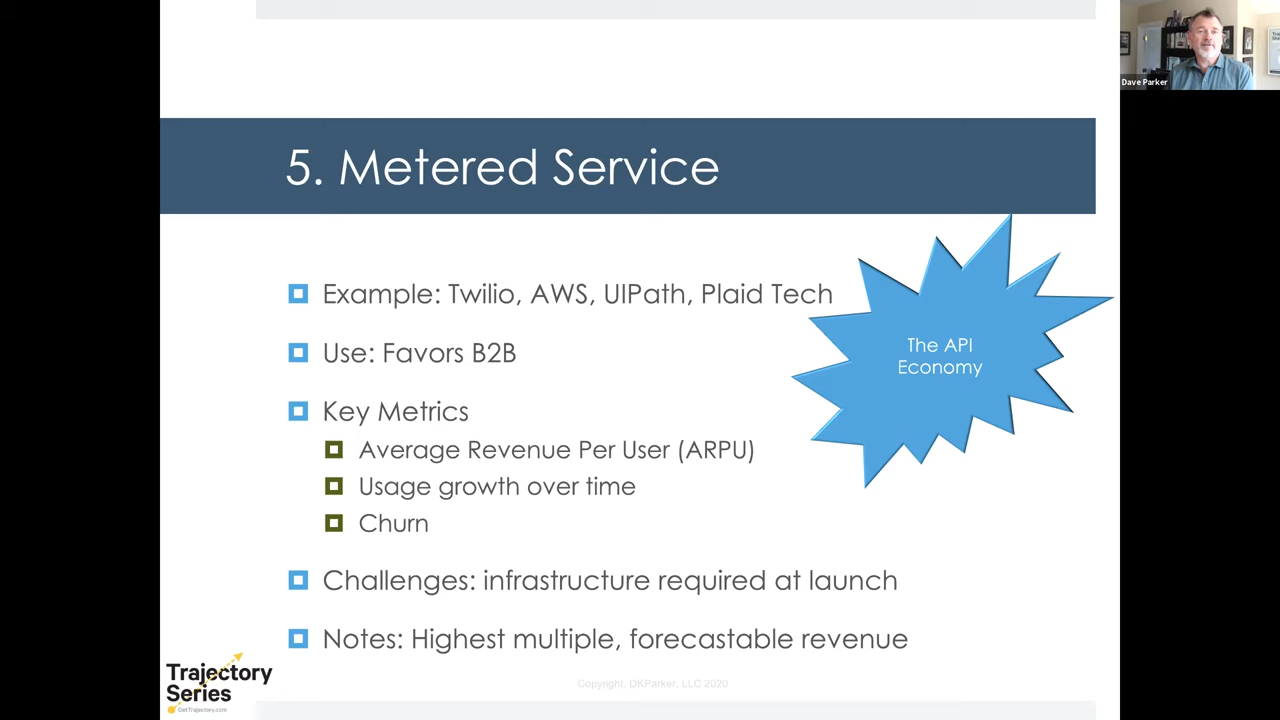 Dave Parker
5. Metered Service
Example: Twilio, AWS, UIPath, Plaid Tech
The API
Economy
Use: Favors B2B
Key Metrics
Average Revenue Per User (ARPU)
Usage growth over time
Churn
Challenges: infrastructure required at launch
Notes: Highest multiple, forecastable revenue
Trajectory
Series
GetTrajectory.com
Copyright, DKParker, LLC 2020